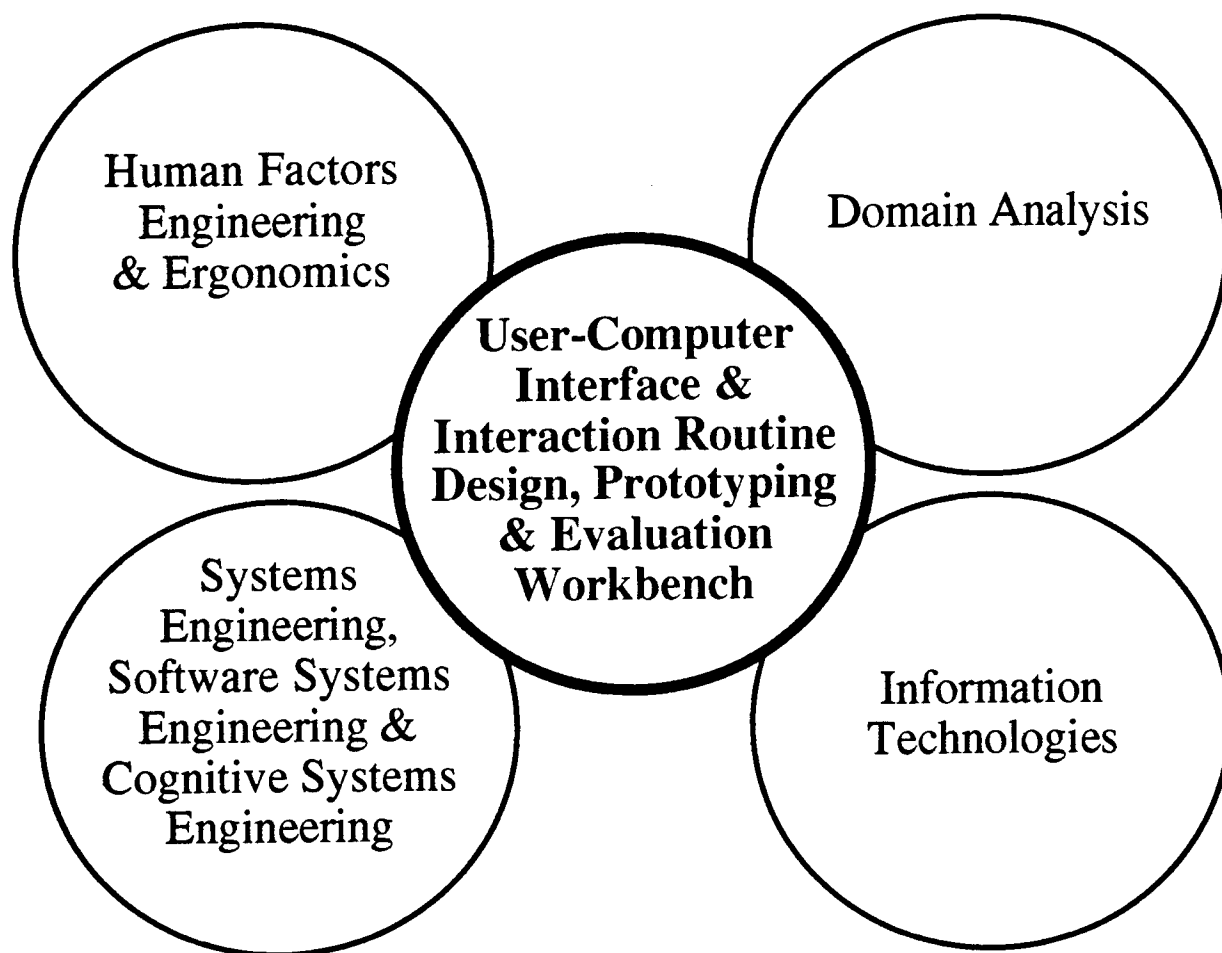 Human Factors
Engineering
& Ergonomics
Domain Analysis
User-Computer
Interface &
Interaction Routine
Design, Prototyping
& Evaluation
Workbench
Systems
Engineering,
Software Systems
Engineering &
Cognitive Systems
Engineering
Information
Technologies